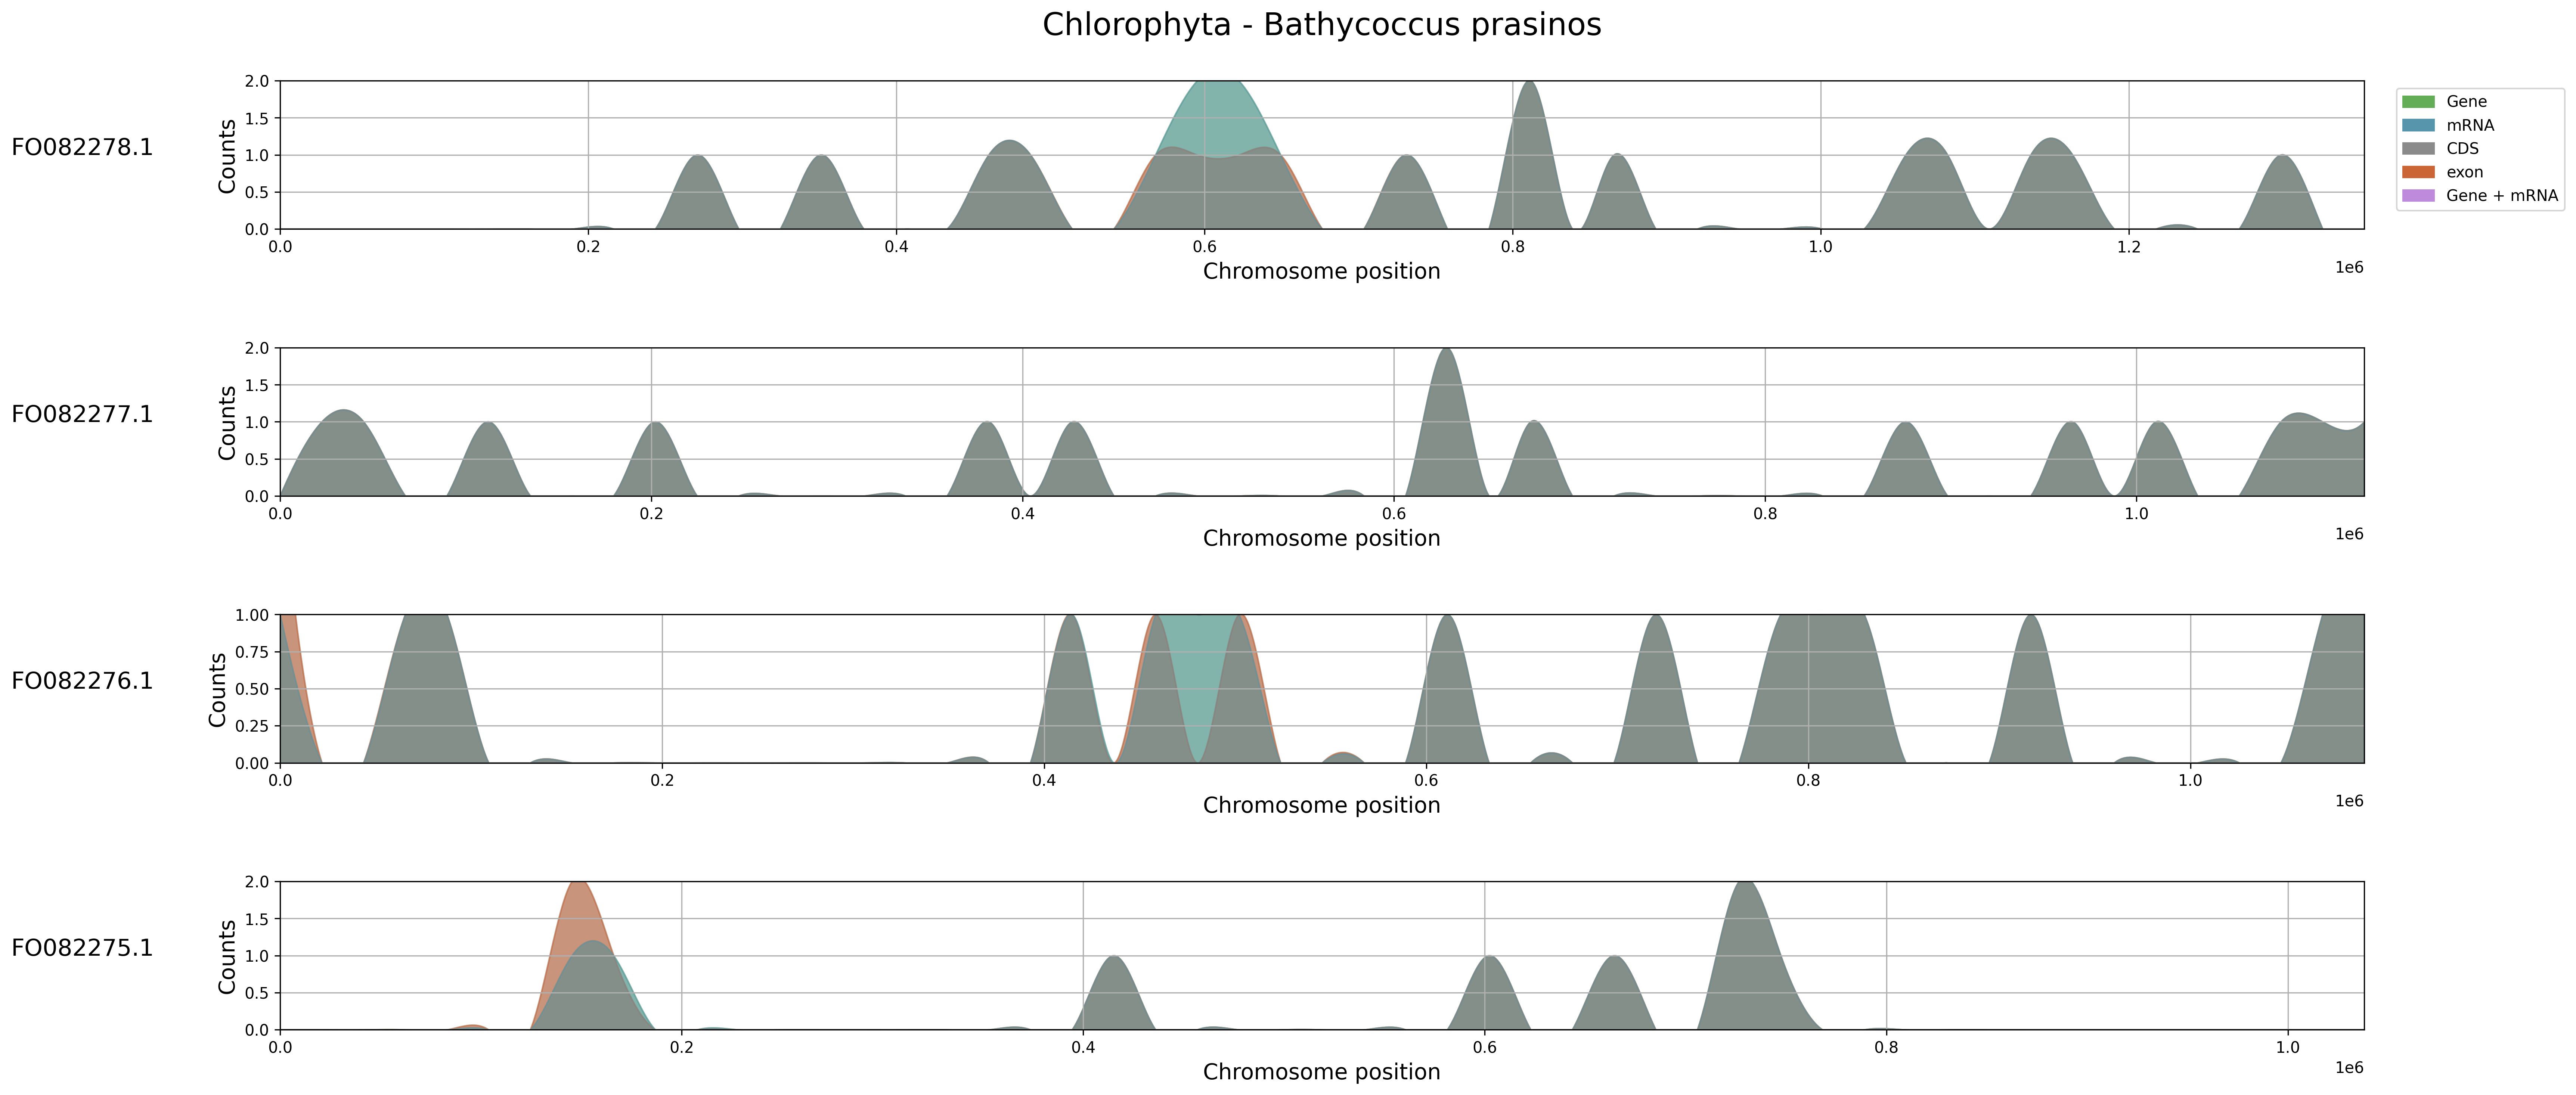 Chlorophyta - Bathycoccus prasinos
FO082278.1
Counts
2.0
1.5
1.0
0.5
0.0
0.0 0.2 0.4 0.6 0.8 1.0 1.2
1e6
Chromosome position
Gene
mRNA
CDS
exon
Gene + mRNA
FO082277.1
Counts
2.0
1.5
1.0
0.5
0.0
0.0 0.2 0.4 0.6 0.8 1.0
1e6
Chromosome position
FO082276.1
Counts
1.00
0.75
0.50
0.25
0.00
0.0 0.2 0.4 0.6 0.8 1.0
1e6
Chromosome position
FO082275.1
Counts
2.0
1.5
1.0
0.5
0.0
0.0 0.2 0.4 0.6 0.8 1.0
1e6
Chromosome position